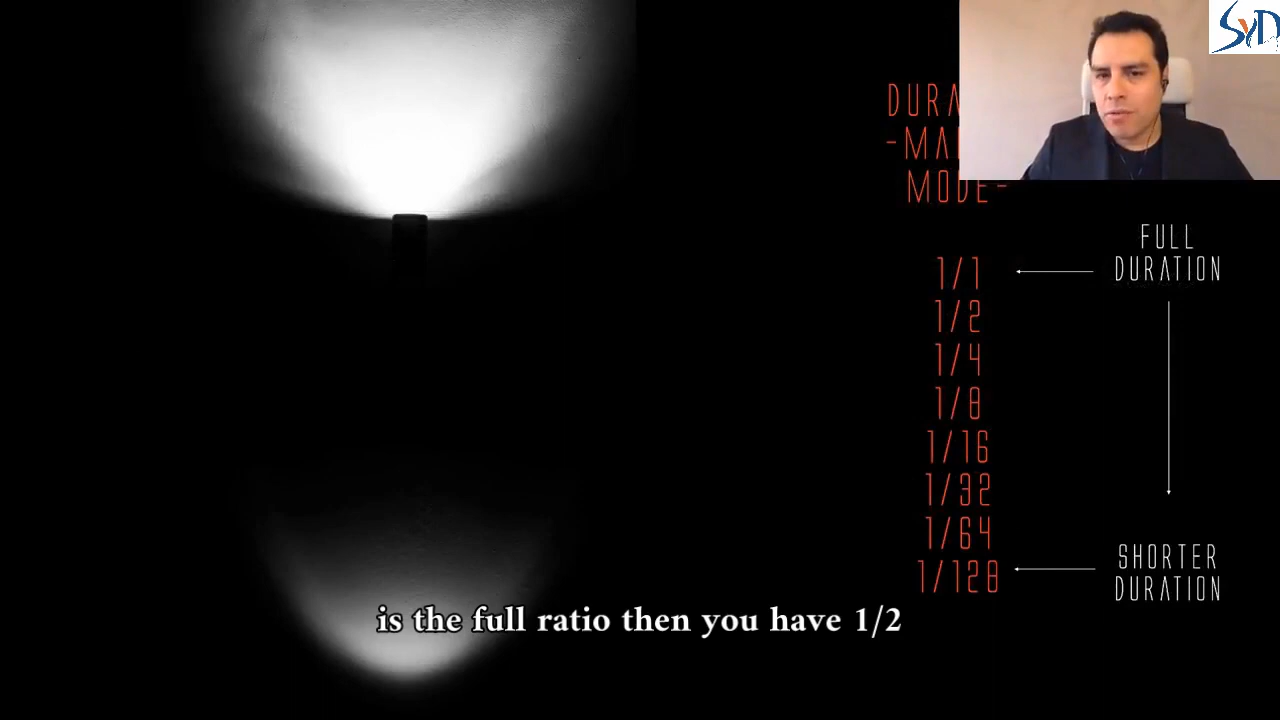 SYD
DURA
-MA
MODE-
FULL
DURATION
1/1
1/2
1/4
1/8
1/16
1/32
1/64
1/128
SHORTER
DURATION
is the full ratio then you have 1/2